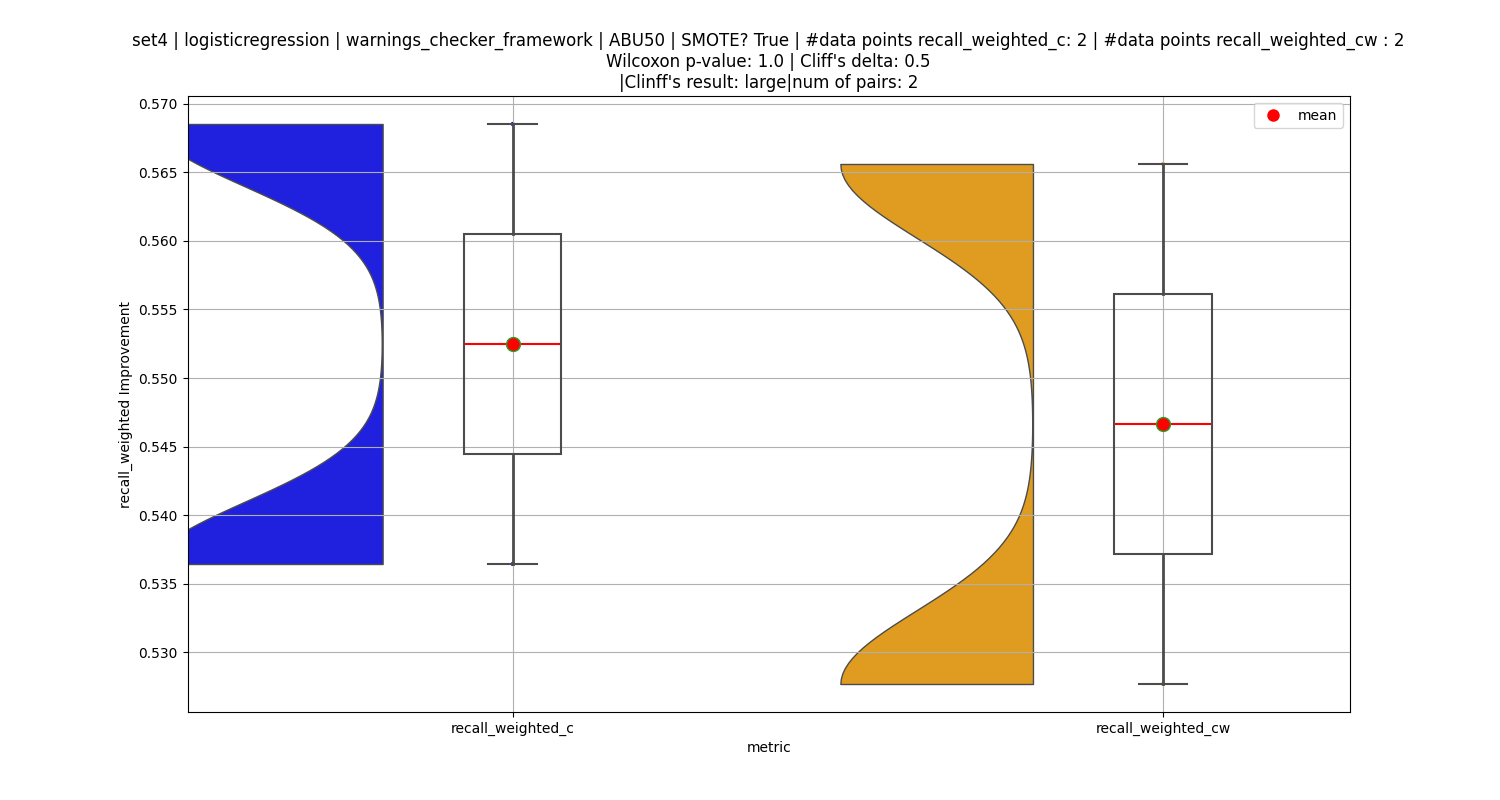 set4 | logisticregression | warnings_checker_framework | ABU50 | SMOTE? True | #data points recall_weighted_c: 2 | #data points recall_weighted_cw : 2
Wilcoxon p-value: 1.0 | Cliff's delta: 0.5
|Clinff's result: large|num of pairs: 2
0.570
0.565
0.560
0.555
0.550
0.545
0.540
0.535
0.530
recall_weighted Improvement
mean
recall_weighted_c
recall_weighted_cw
metric